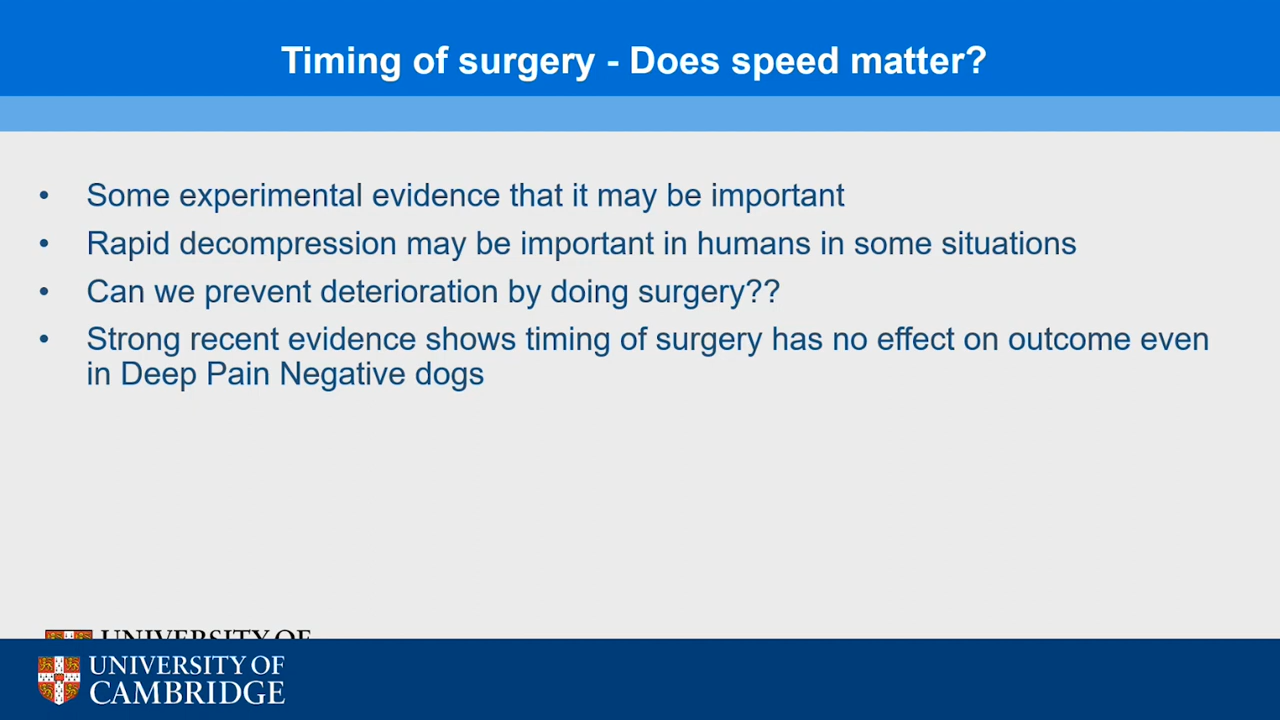 Timing of surgery - Does speed matter?
• Some experimental evidence that it may be important
• Rapid decompression may be important in humans in some situations
• Can we prevent deterioration by doing surgery??
• Strong recent evidence shows timing of surgery has no effect on outcome even
in Deep Pain Negative dogs
UNIVERSITY OF
UNIVERSITY OF
CAMBRIDGE